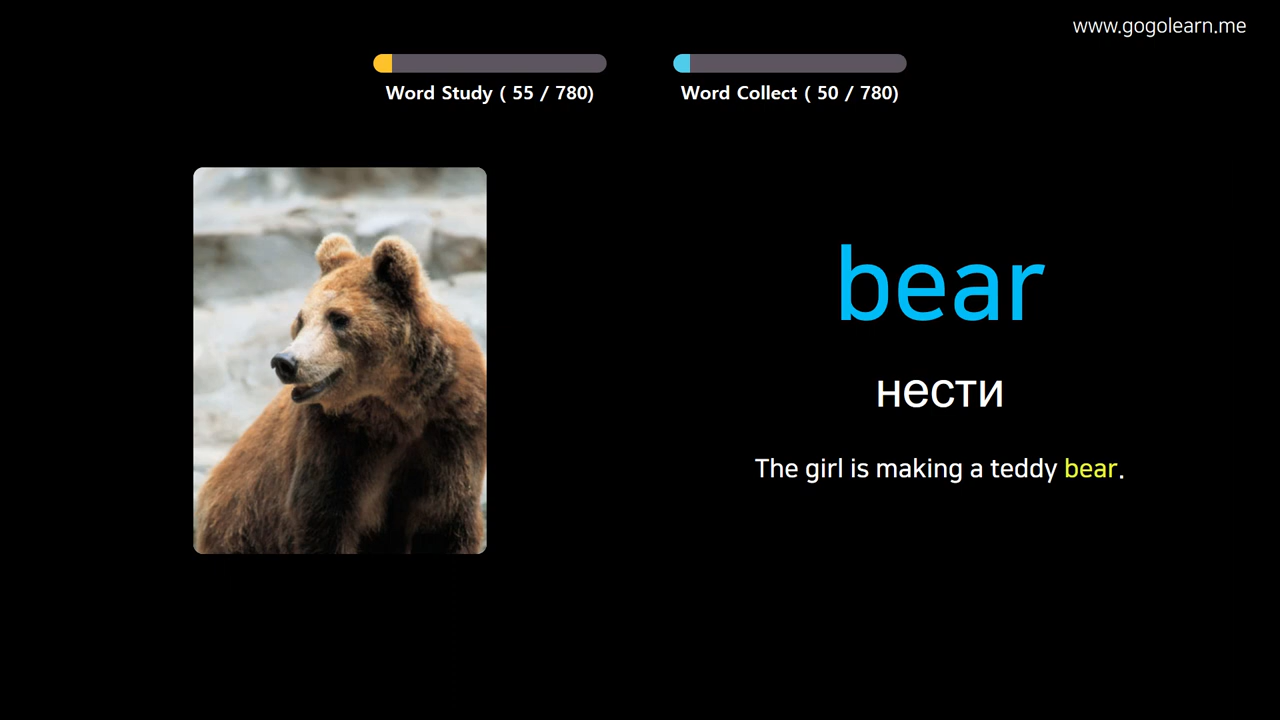 www.gogolearn.me
Word Study ( 55 / 780)
Word Collect ( 50 / 780)
bear
нести
The girl is making a teddy bear.